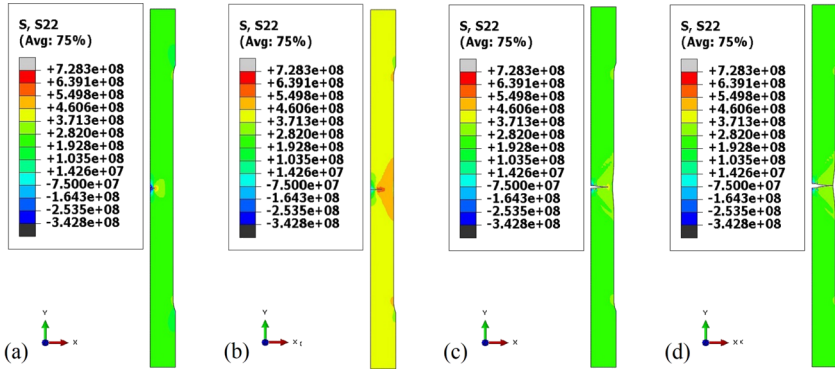 S, S22
(Avg: 75%)
+7.283e+08
+6.391e+08
+5.498e+08
+4.606e+08
+3.713e+08
+2.820e+08
+1.928e+08
+1.035e+08
+1.426e+07
-7.500e+07
-1.643e+08
-2.535e+08
-3.428e+08
Y
X
(a)
S, S22
(Avg: 75%)
+7.283e+08
+6.391e+08
+5.498e+08
+4.606e+08
+3.713e+08
+2.820e+08
+1.928e+08
+1.035e+08
+1.426e+07
-7.500e+07
-1.643e+08
-2.535e+08
-3.428e+08
Y
X
(b)
S, S22
(Avg: 75%)
+7.283e+08
+6.391e+08
+5.498e+08
+4.606e+08
+3.713e+08
+2.820e+08
+1.928e+08
+1.035e+08
+1.426e+07
-7.500e+07
-1.643e+08
-2.535e+08
-3.428e+08
Y
X
(c)
S, S22
(Avg: 75%)
+7.283e+08
+6.391e+08
+5.498e+08
+4.606e+08
+3.713e+08
+2.820e+08
+1.928e+08
+1.035e+08
+1.426e+07
-7.500e+07
-1.643e+08
-2.535e+08
-3.428e+08
Y
X
(d)